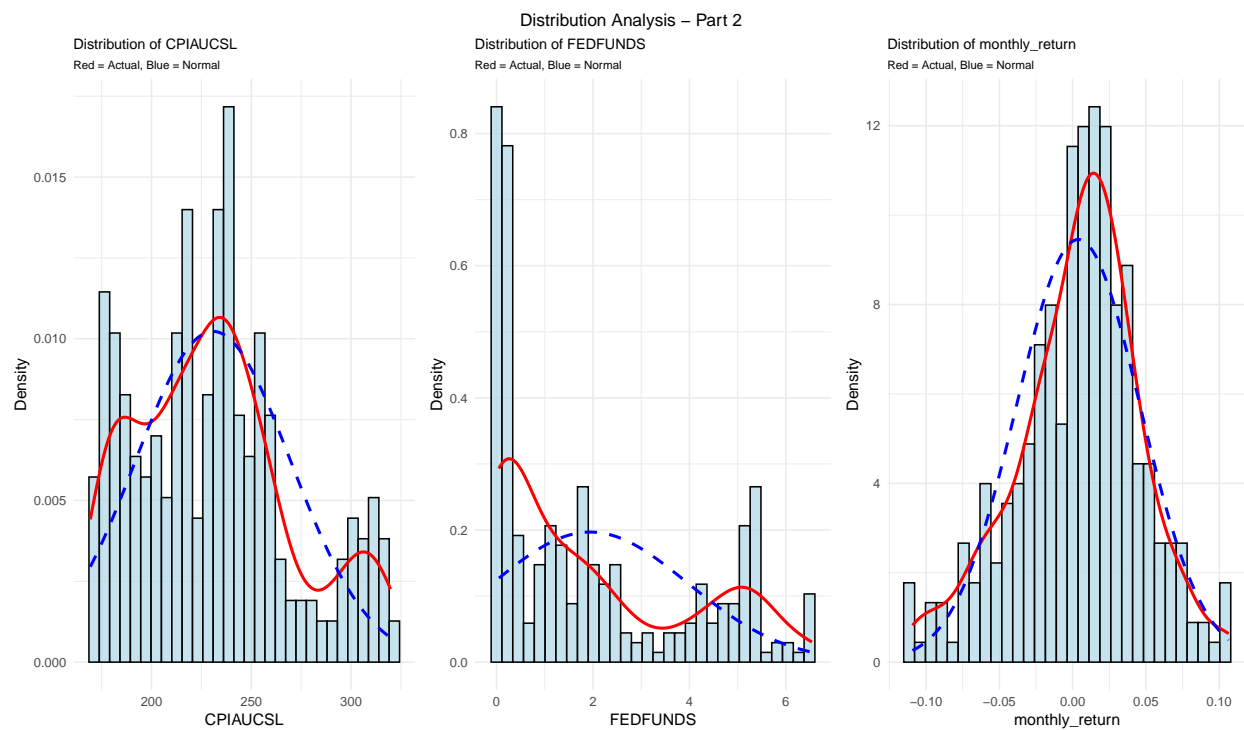 Distribution Analysis – Part 2
Distribution of CPIAUCSL
Red = Actual, Blue = Normal
0.015
0.010
0.005
0.000
Density
200
250
300
CPIAUCSL
Distribution of FEDFUNDS
Red = Actual, Blue = Normal
0.8
0.6
0.4
0.2
0.0
Density
0
2
4
6
FEDFUNDS
Distribution of monthly_return
Red = Actual, Blue = Normal
12
8
4
0
Density
−0.10
−0.05
0.00
0.05
0.10
monthly_return